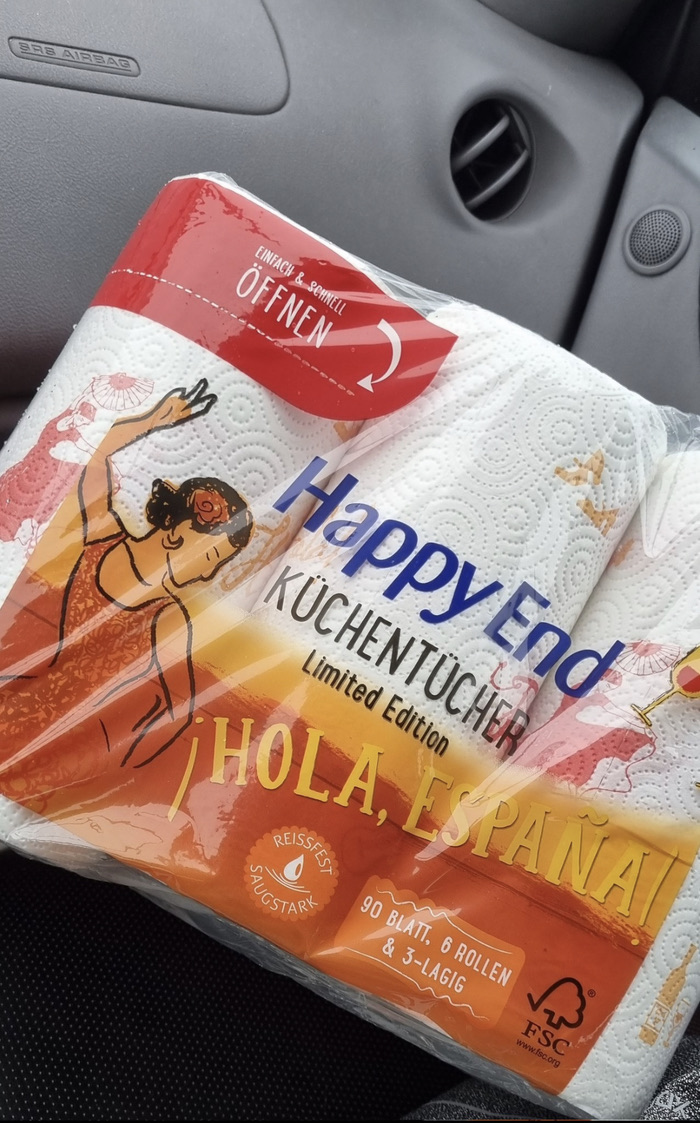 SRS AIRBAG
EINFACH & SCHNELL
ÖFFNEN
Happy End
KÜCHENTÜCHER
Limited Edition
¡HOLA, ESPAÑA!
REISSFEST
SAUGSTARK
90 BLATT, 6 ROLLEN
& 3-LAGIG
®
FSC
www.fsc.org